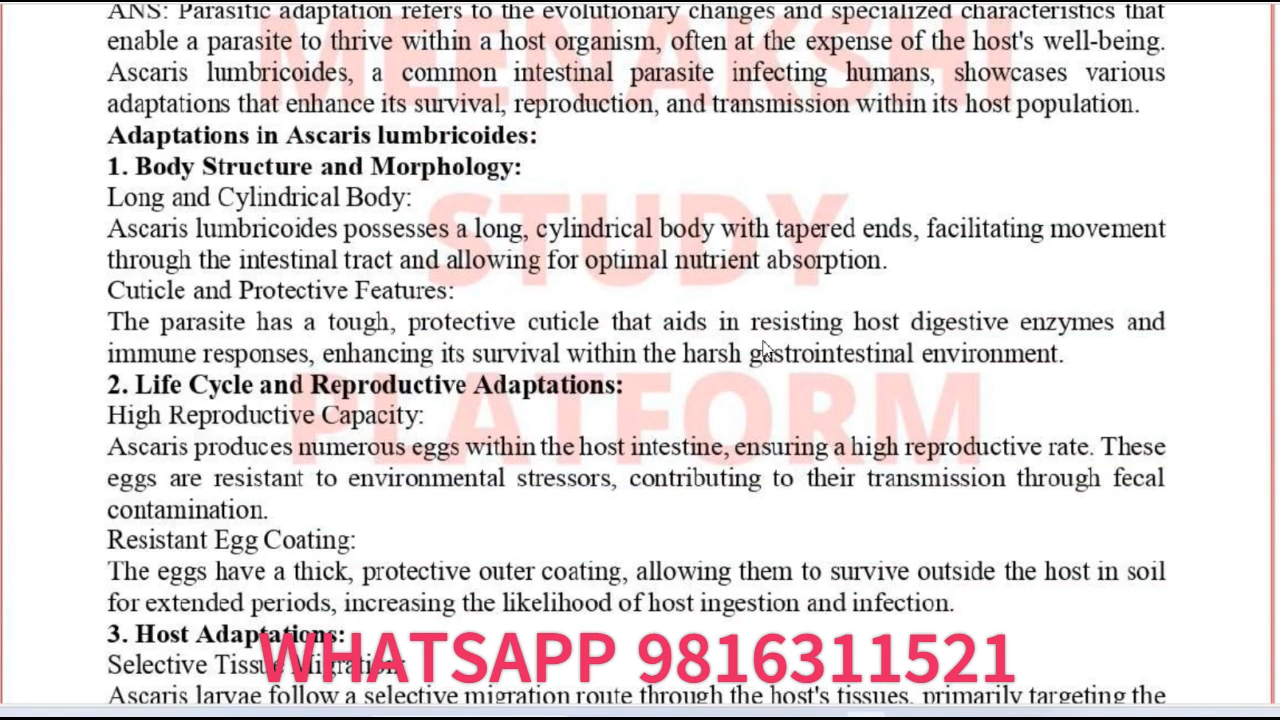 ANS: Parasitic adaptation refers to the evolutionary changes and specialized characteristics that
enable a parasite to thrive within a host organism, often at the expense of the host's well-being.
Ascaris lumbricoides, a common intestinal parasite infecting humans, showcases various
adaptations that enhance its survival, reproduction, and transmission within its host population.
Adaptations in Ascaris lumbricoides:
1. Body Structure and Morphology:
Long and Cylindrical Body:
Ascaris lumbricoides possesses a long, cylindrical body with tapered ends, facilitating movement
through the intestinal tract and allowing for optimal nutrient absorption.
Cuticle and Protective Features:
The parasite has a tough, protective cuticle that aids in resisting host digestive enzymes and
immune responses, enhancing its survival within the harsh gastrointestinal environment.
2. Life Cycle and Reproductive Adaptations:
High Reproductive Capacity:
Ascaris produces numerous eggs within the host intestine, ensuring a high reproductive rate. These
eggs are resistant to environmental stressors, contributing to their transmission through fecal
contamination.
Resistant Egg Coating:
The eggs have a thick, protective outer coating, allowing them to survive outside the host in soil
for extended periods, increasing the likelihood of host ingestion and infection.
3. Host Adaptations:
Selective Tissue Migration:
Ascaris larvae follow a selective migration route through the host's tissues, primarily targeting the
MEENAKSHI
STUDY
PLATFORM
WHATSAPP 9816311521